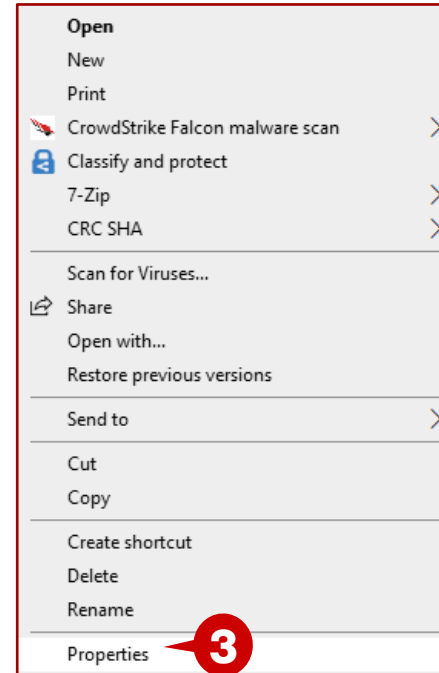 Open
New
Print
CrowdStrike Falcon malware scan
Classify and protect
7-Zip
CRC SHA
Scan for Viruses...
Share
Open with...
Restore previous versions
Send to
Cut
Copy
Create shortcut
Delete
Rename
Properties 3